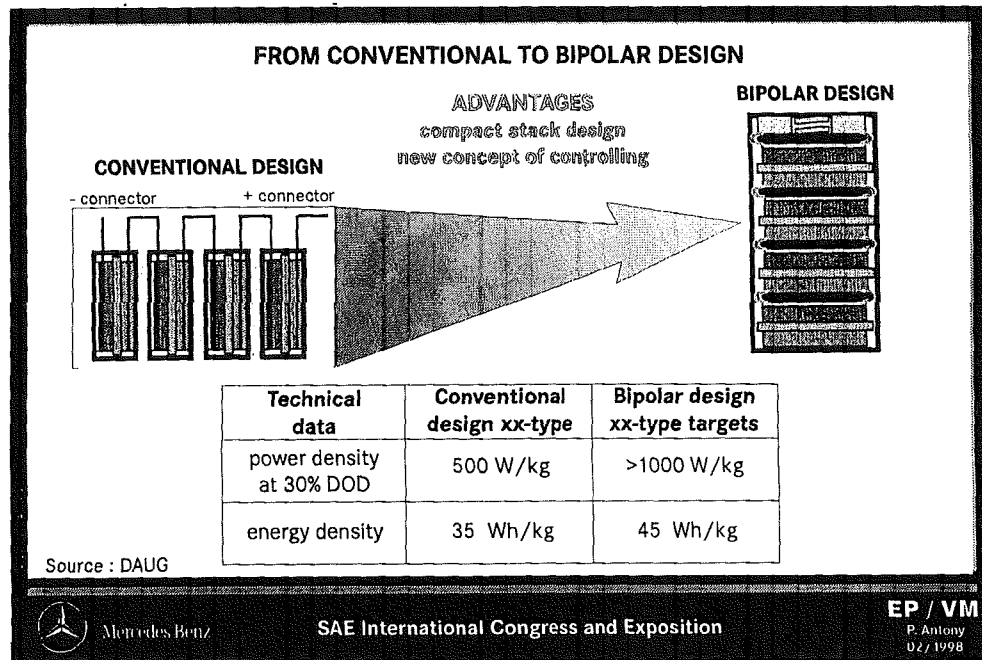 FROM CONVENTIONAL TO BIPOLAR DESIGN
ADVANTAGES
compact stack design
new concept of controlling
BIPOLAR DESIGN
CONVENTIONAL DESIGN
- connector + connector
Technical data Conventional design xx-type Bipolar design xx-type targets
power density at 30% DOD 500 W/kg >1000 W/kg
energy density 35 Wh/kg 45 Wh/kg
Source : DAUG
Mercedes Benz
SAE International Congress and Exposition
EP / VM
P. Antony
02/1998